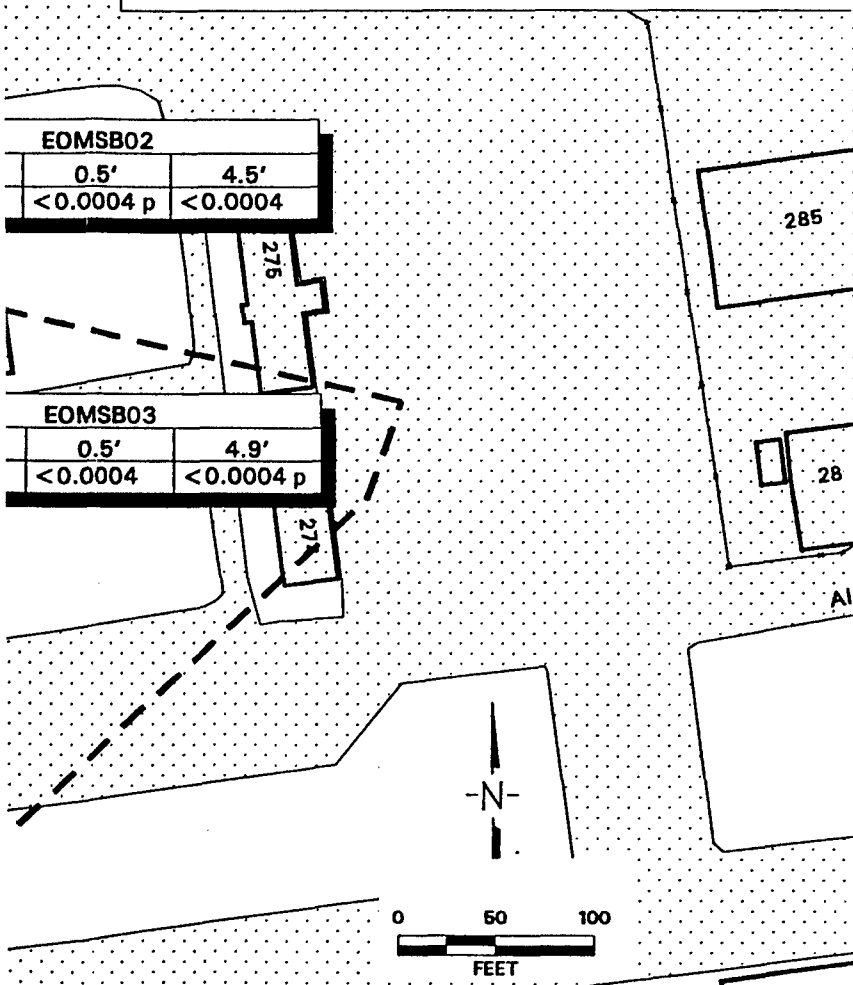 EOMSB02
0.5' 4.5'
<0.0004 p <0.0004
275
285
EOMSB03
0.5' 4.9'
<0.0004 <0.0004 p
28
-N-
0 50 100
FEET